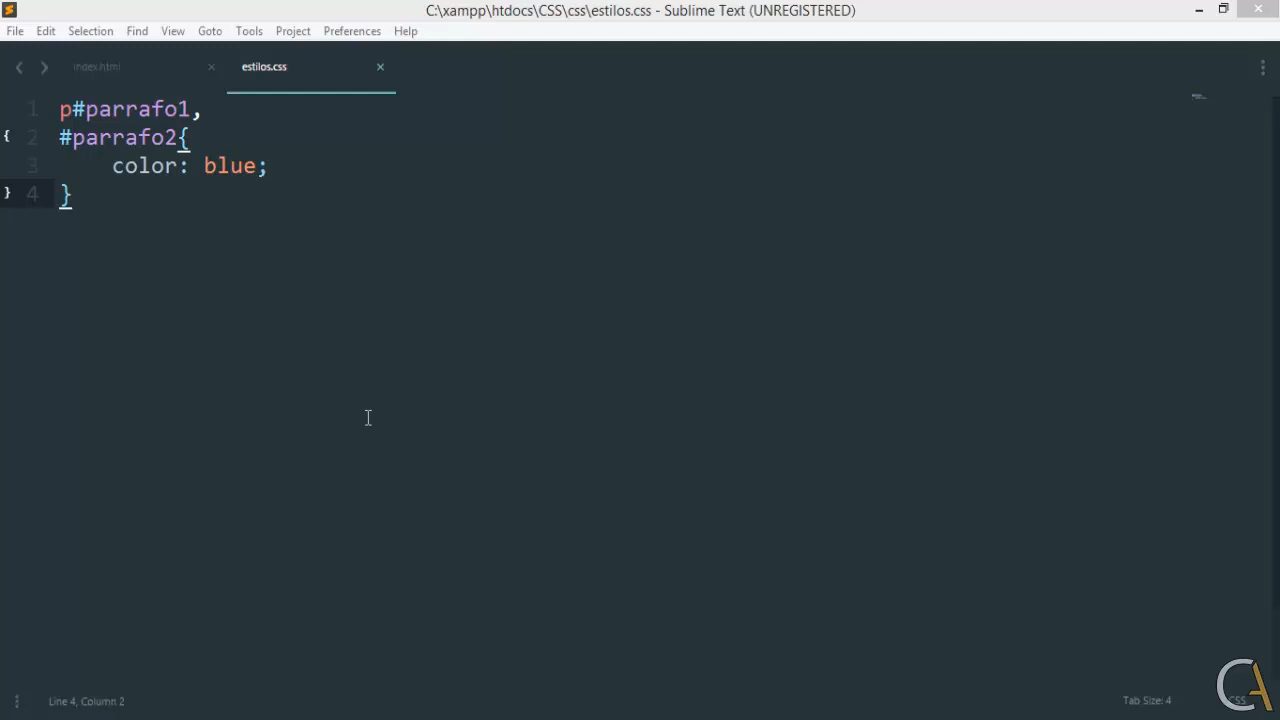 C:\xampp\htdocs\CSS\css\estilos.css - Sublime Text (UNREGISTERED)
File Edit Selection Find View Goto Tools Project Preferences Help
index.html estilos.css
1 p#parrafo1,
{ 2 #parrafo2{
3 color: blue;
} 4 }
Line 4, Column 2
Tab Size: 4
CSS
CA